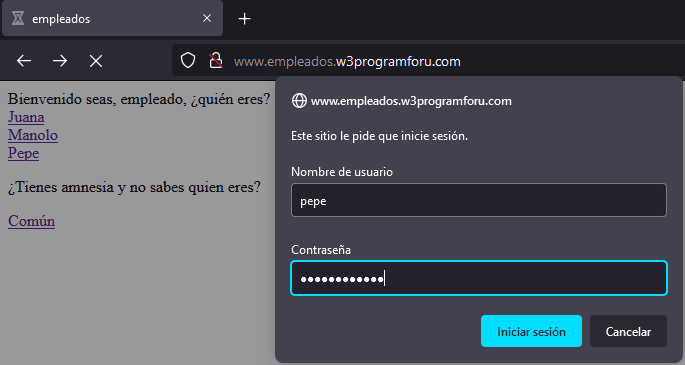 empleados
www.empleados.w3programforu.com
Bienvenido seas, empleado, ¿quién eres?
Juana
Manolo
Pepe
¿Tienes amnesia y no sabes quien eres?
Común
www.empleados.w3programforu.com
Este sitio le pide que inicie sesión.
Nombre de usuario
pepe
Contraseña
••••••••••••
Iniciar sesión
Cancelar